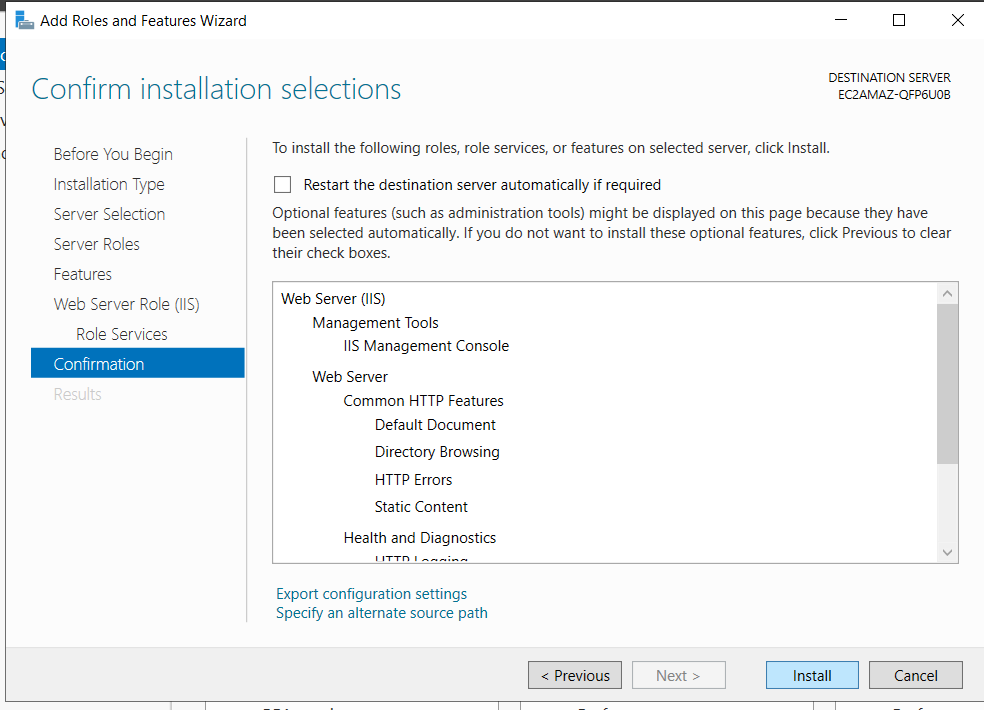 Add Roles and Features Wizard
Confirm installation selections
DESTINATION SERVER
EC2AMAZ-QFP6U0B
Before You Begin
Installation Type
Server Selection
Server Roles
Features
Web Server Role (IIS)
Role Services
Confirmation
Results
To install the following roles, role services, or features on selected server, click Install.
Restart the destination server automatically if required
Optional features (such as administration tools) might be displayed on this page because they have
been selected automatically. If you do not want to install these optional features, click Previous to clear
their check boxes.
Web Server (IIS)
Management Tools
IIS Management Console
Web Server
Common HTTP Features
Default Document
Directory Browsing
HTTP Errors
Static Content
Health and Diagnostics
HTTP Logging
Export configuration settings
Specify an alternate source path
< Previous
Next >
Install
Cancel